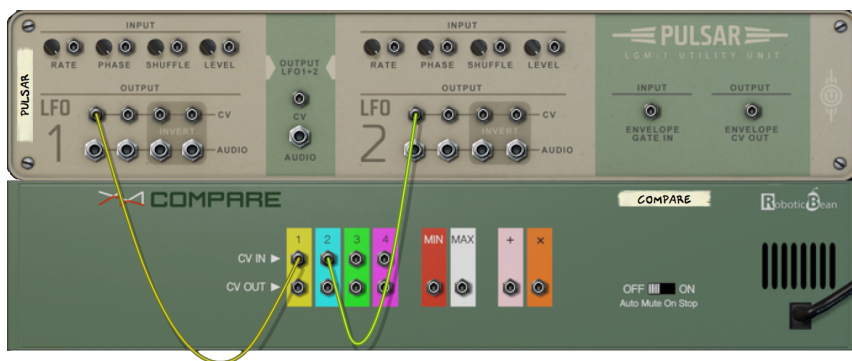 PULSAR
INPUT
RATE PHASE SHUFFLE LEVEL
OUTPUT
LFO
1
CV
INVERT
AUDIO
OUTPUT
LFO1+2
CV
AUDIO
INPUT
RATE PHASE SHUFFLE LEVEL
OUTPUT
LFO
2
CV
INVERT
AUDIO
PULSAR
LGM-1 UTILITY UNIT
INPUT
ENVELOPE
GATE IN
OUTPUT
ENVELOPE
CV OUT
COMPARE
COMPARE
RoboticBean
1 2 3 4 MIN MAX + ×
CV IN
CV OUT
OFF ON
Auto Mute On Stop